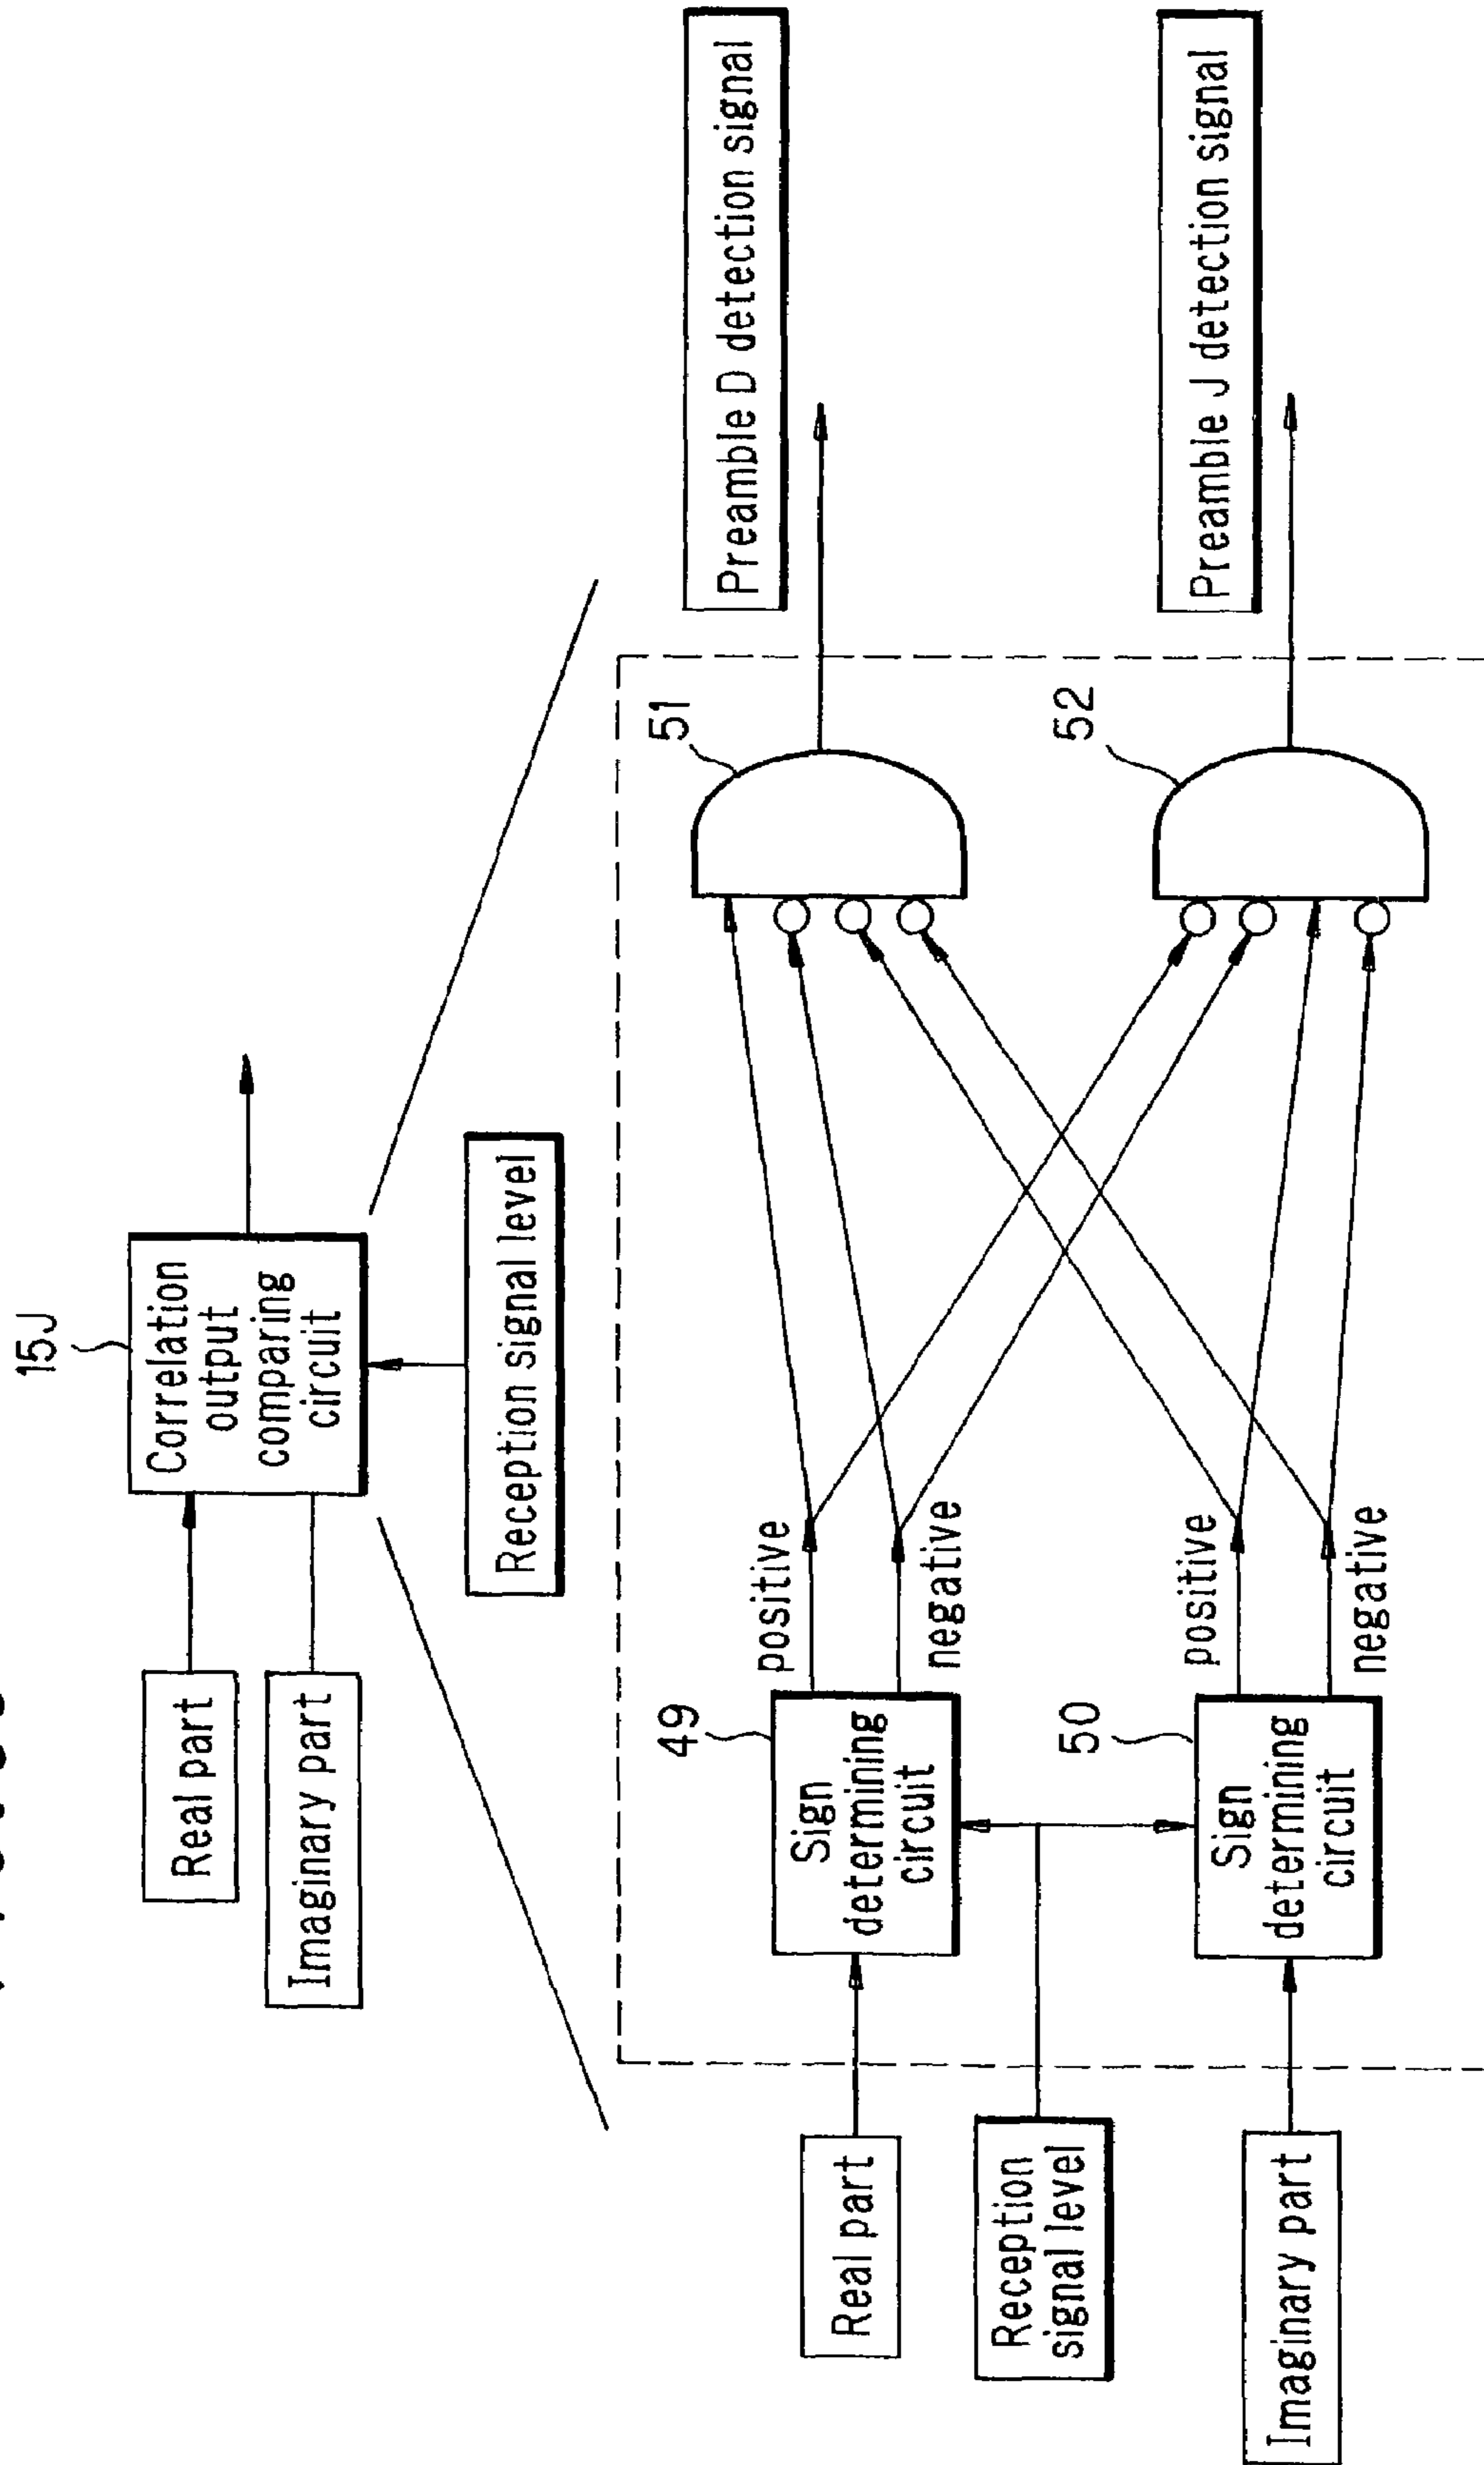 15J
Correlation
output
comparing
circuit
Real part
Imaginary part
Reception signal level
Real part
Reception
signal level
Imaginary part
49
Sign
determining
circuit
positive
negative
50
Sign
determining
circuit
positive
negative
51
52
Preamble D detection signal
Preamble J detection signal